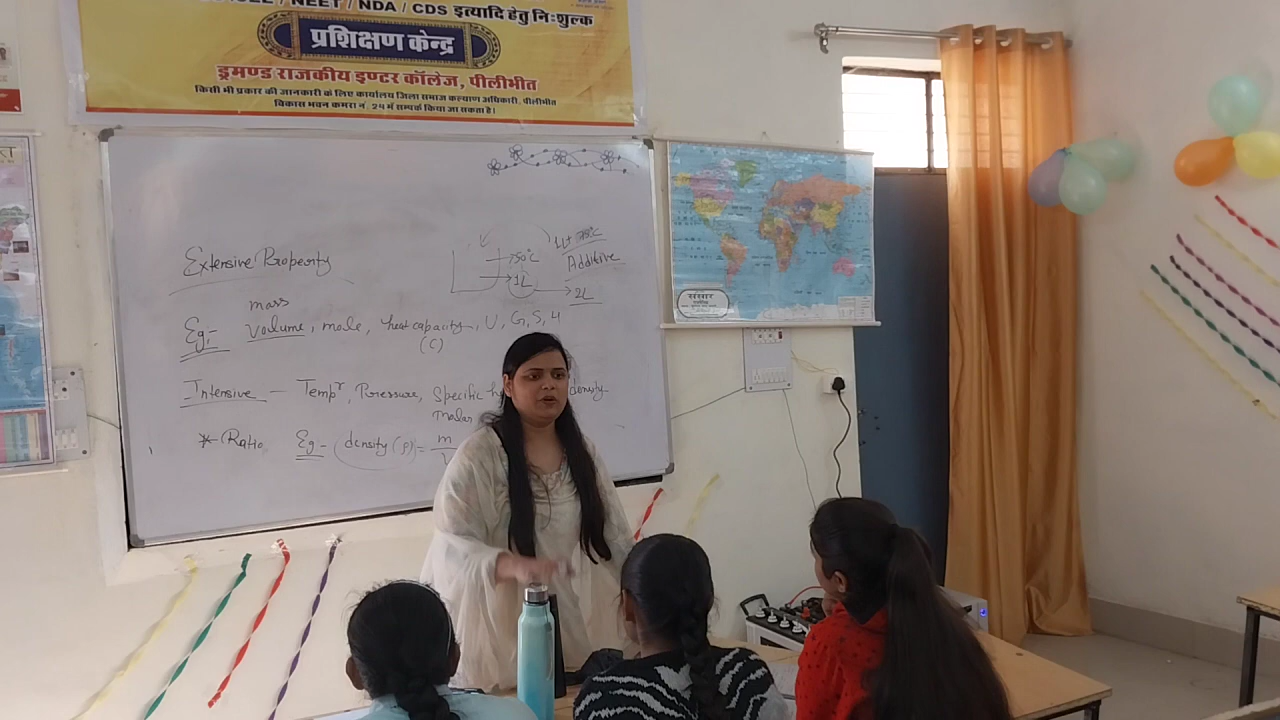 / NEET / NDA / CDS इत्यादि हेतु निःशुल्क
प्रशिक्षण केन्द्र
ड्रमण्ड राजकीय इण्टर कॉलेज, पीलीभीत
किसी भी प्रकार की जानकारी के लिए कार्यालय जिला समाज कल्याण अधिकारी, पीलीभीत
विकास भवन कमरा नं. 24 में सम्पर्क किया जा सकता है।
Extensive Property
50°C
1L
Additive
2L
mass
Eg:- Volume, mole, heat capacity, U, G, S, H
(C)
Intensive - Tempr, Pressure, Specific density
molar
* Ratio Eg - density (ρ) = m
संसार